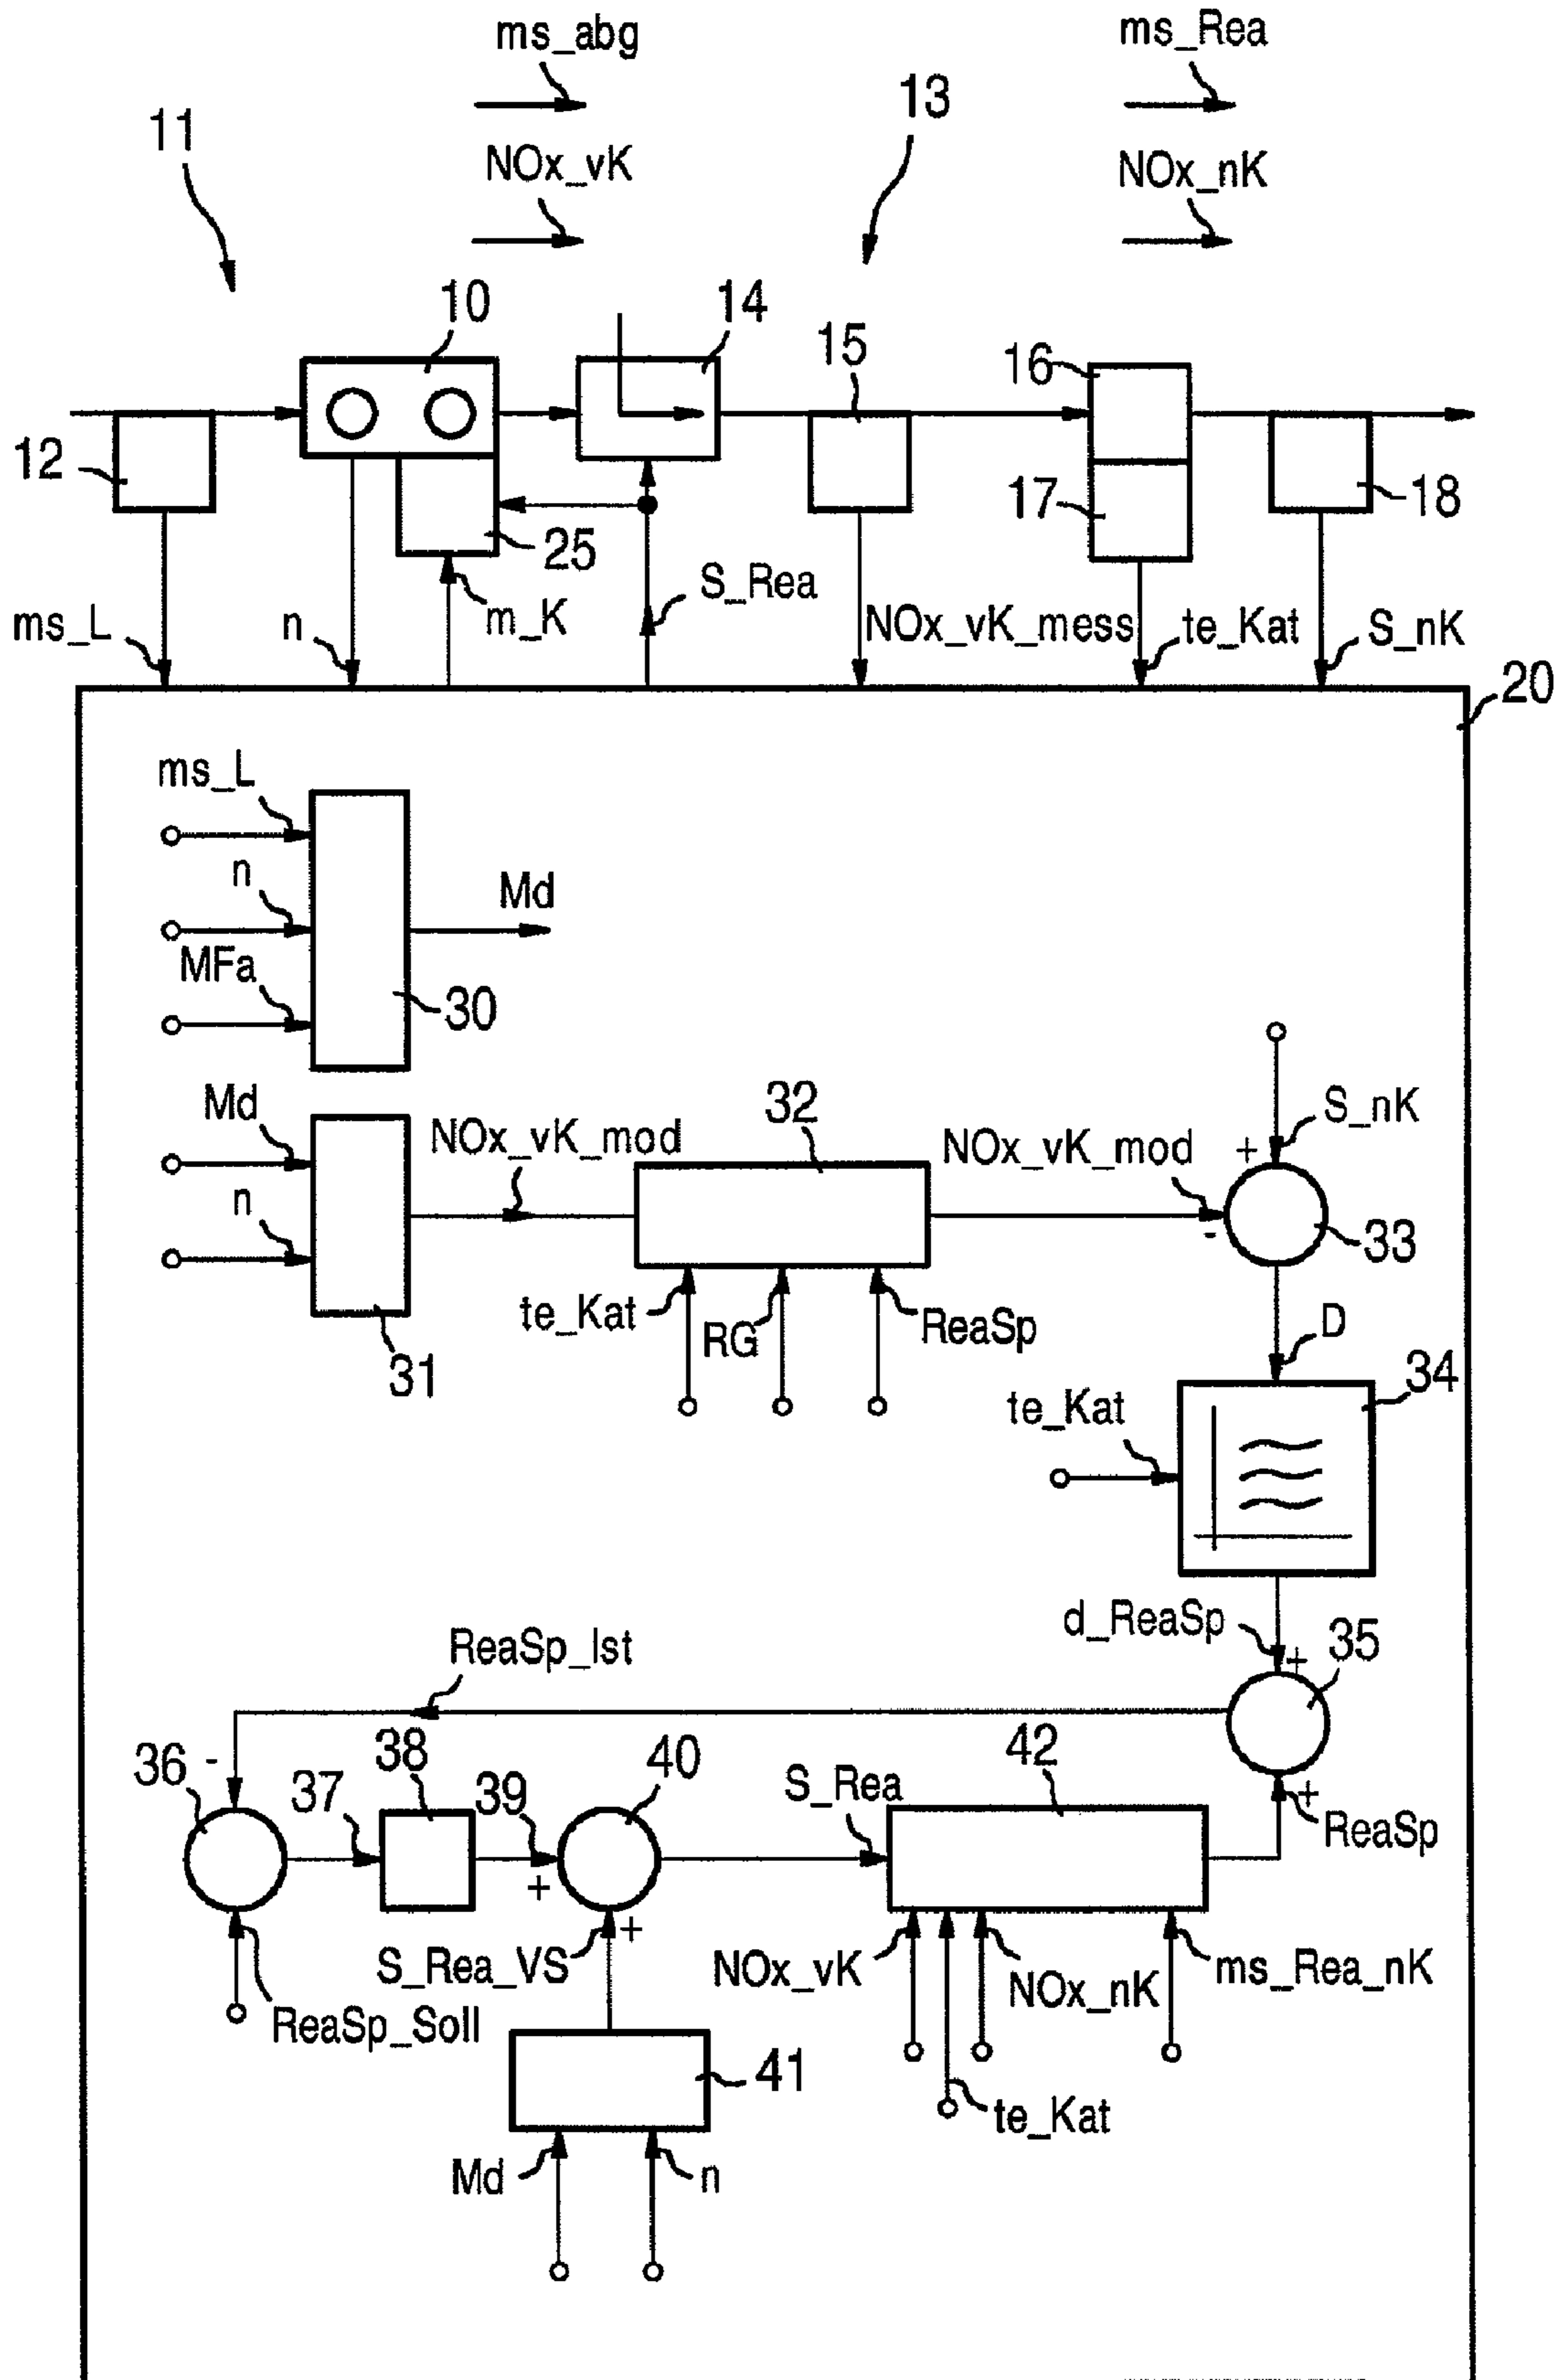 ms_abg
ms_Rea
11
13
NOx_vK
NOx_nK
10
14
15
16
12
17
18
25
S_Rea
ms_L
n
m_K
NOx_vK_mess
te_Kat
S_nK
20
ms_L
n
Md
MFa
30
Md
32
S_nK
NOx_vK_mod
NOx_vK_mod
+
n
-
33
te_Kat
RG
ReaSp
D
31
34
te_Kat
d_ReaSp
ReaSp_Ist
+
35
36
-
38
40
42
37
39
S_Rea
+
ReaSp
+
+
S_Rea_VS
NOx_vK
NOx_nK
ms_Rea_nK
ReaSp_Soll
41
te_Kat
Md
n